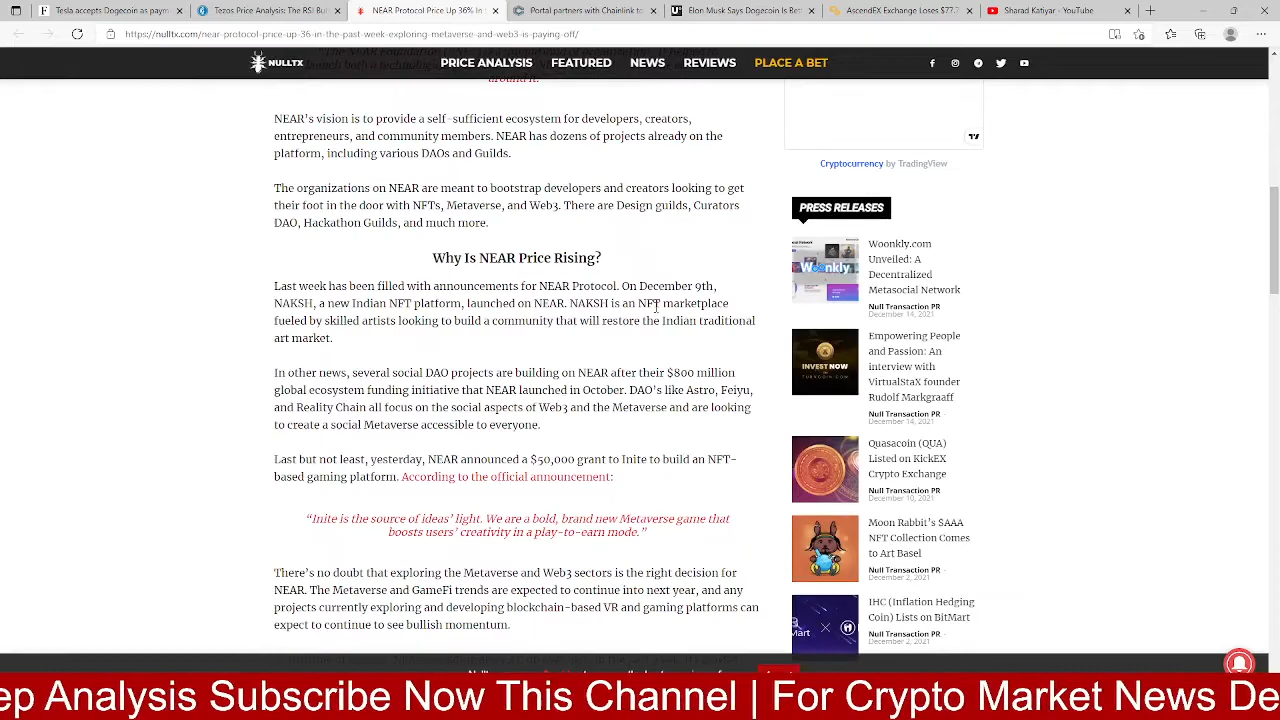 Tesla accepts Dogecoin as payme
Tezos Price Analysis: The RSI Bul
NEAR Protocol Price Up 36% in
Portal partners with Chainlink to
Elon Musk Says Dogecoin Is Bet
AscendEX Exchange Loses $77.7
Sharad Katiyar - YouTube
https://nulltx.com/near-protocol-price-up-36-in-the-past-week-exploring-metaverse-and-web3-is-paying-off/
NULLTX
PRICE ANALYSIS
FEATURED
NEWS
REVIEWS
PLACE A BET
around it."
NEAR's vision is to provide a self-sufficient ecosystem for developers, creators,
entrepreneurs, and community members. NEAR has dozens of projects already on the
platform, including various DAOs and Guilds.
The organizations on NEAR are meant to bootstrap developers and creators looking to get
their foot in the door with NFTs, Metaverse, and Web3. There are Design guilds, Curators
DAO, Hackathon Guilds, and much more.
Why Is NEAR Price Rising?
Last week has been filled with announcements for NEAR Protocol. On December 9th,
NAKSH, a new Indian NFT platform, launched on NEAR. NAKSH is an NFT marketplace
fueled by skilled artists looking to build a community that will restore the Indian traditional
art market.
In other news, several social DAO projects are building on NEAR after their $800 million
global ecosystem funding initiative that NEAR launched in October. DAO's like Astro, Feiyu,
and Reality Chain all focus on the social aspects of Web3 and the Metaverse and are looking
to create a social Metaverse accessible to everyone.
Last but not least, yesterday, NEAR announced a $50,000 grant to Inite to build an NFT-
based gaming platform. According to the official announcement:
"Inite is the source of ideas' light. We are a bold, brand new Metaverse game that
boosts users' creativity in a play-to-earn mode."
There's no doubt that exploring the Metaverse and Web3 sectors is the right decision for
NEAR. The Metaverse and GameFi trends are expected to continue into next year, and any
projects currently exploring and developing blockchain-based VR and gaming platforms can
expect to continue to see bullish momentum.
Cryptocurrency by TradingView
PRESS RELEASES
Woonkly
Woonkly.com
Unveiled: A
Decentralized
Metasocial Network
Null Transaction PR
December 14, 2021
INVEST NOW
Empowering People
and Passion: An
interview with
VirtualStaX founder
Rudolf Markgraaff
Null Transaction PR -
December 14, 2021
Quasacoin (QUA)
Listed on KickEX
Crypto Exchange
Null Transaction PR -
December 10, 2021
Moon Rabbit's $AAA
NFT Collection Comes
to Art Basel
Null Transaction PR -
December 2, 2021
Mart
IHC (Inflation Hedging
Coin) Lists on BitMart
Null Transaction PR -
December 2, 2021
ep Analysis Subscribe Now This Channel | For Crypto Market News De